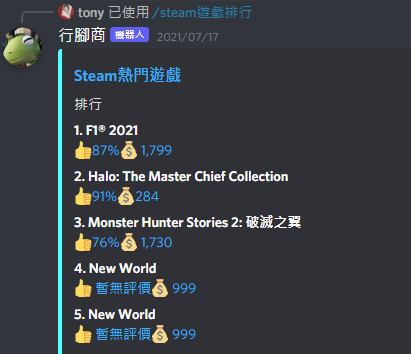 tony 已使用 /steam遊戲排行
行腳商 機器人 2021/07/17
Steam熱門遊戲
排行
1. F1® 2021
👍87%💰 1,799
2. Halo: The Master Chief Collection
👍91%💰284
3. Monster Hunter Stories 2: 破滅之翼
👍76%💰 1,730
4. New World
👍 暫無評價💰 999
5. New World
👍 暫無評價💰 999